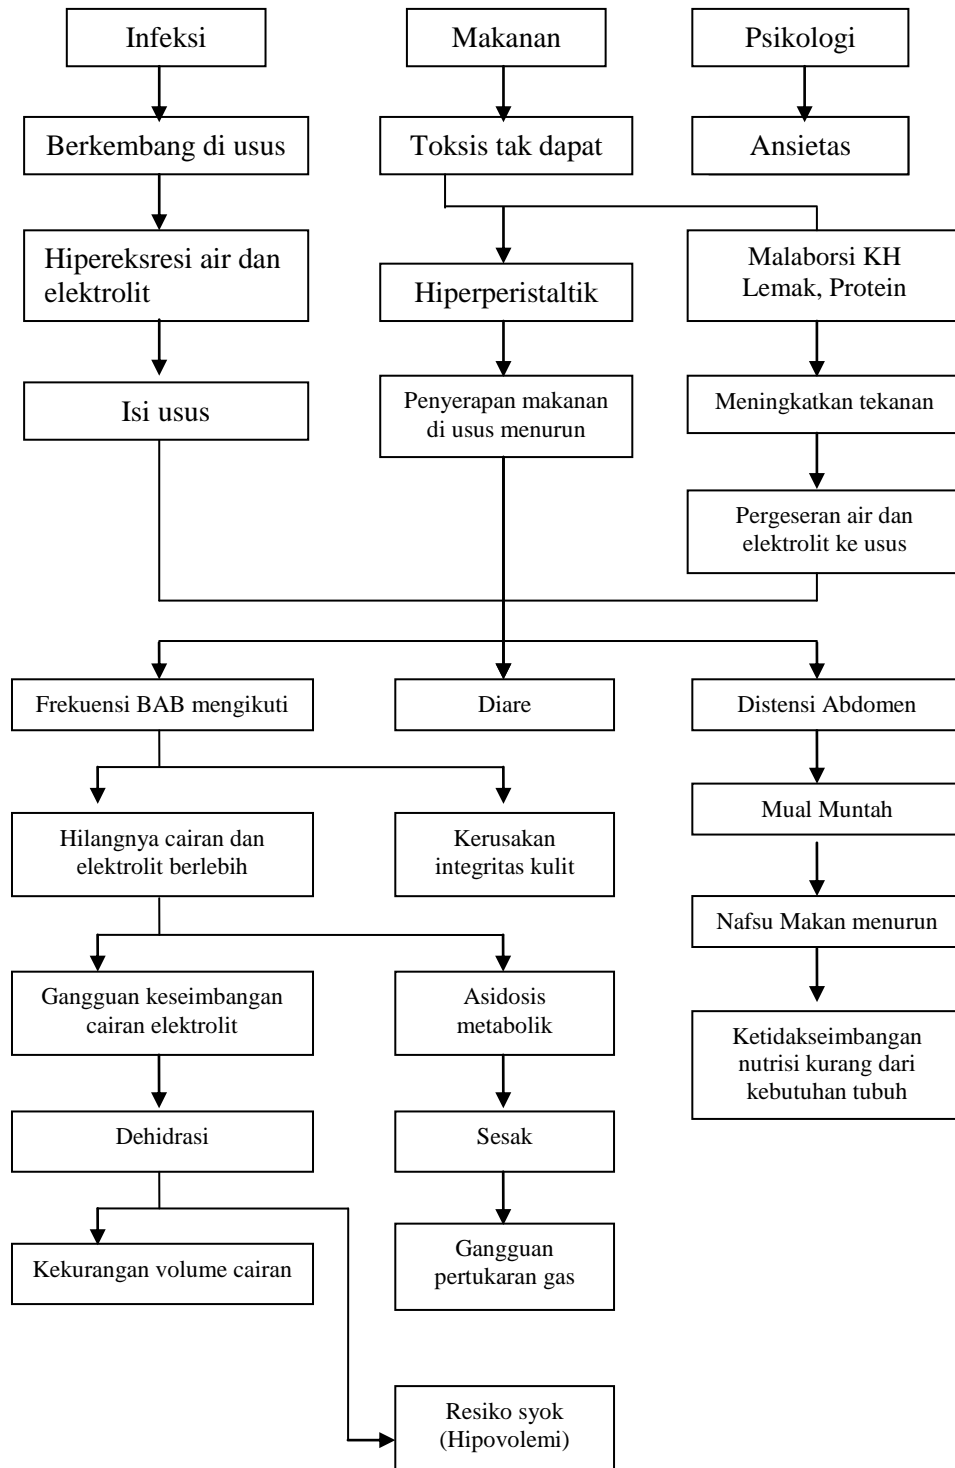 Infeksi
Makanan
Psikologi
Berkembang di usus
Toksis tak dapat
Ansietas
Hipereksresi air dan
elektrolit
Hiperperistaltik
Malaborsi KH
Lemak, Protein
Isi usus
Penyerapan makanan
di usus menurun
Meningkatkan tekanan
Pergeseran air dan
elektrolit ke usus
Frekuensi BAB mengikuti
Diare
Distensi Abdomen
Mual Muntah
Hilangnya cairan dan
elektrolit berlebih
Kerusakan
integritas kulit
Nafsu Makan menurun
Gangguan keseimbangan
cairan elektrolit
Asidosis
metabolik
Ketidakseimbangan
nutrisi kurang dari
kebutuhan tubuh
Dehidrasi
Sesak
Kekurangan volume cairan
Gangguan
pertukaran gas
Resiko syok
(Hipovolemi)